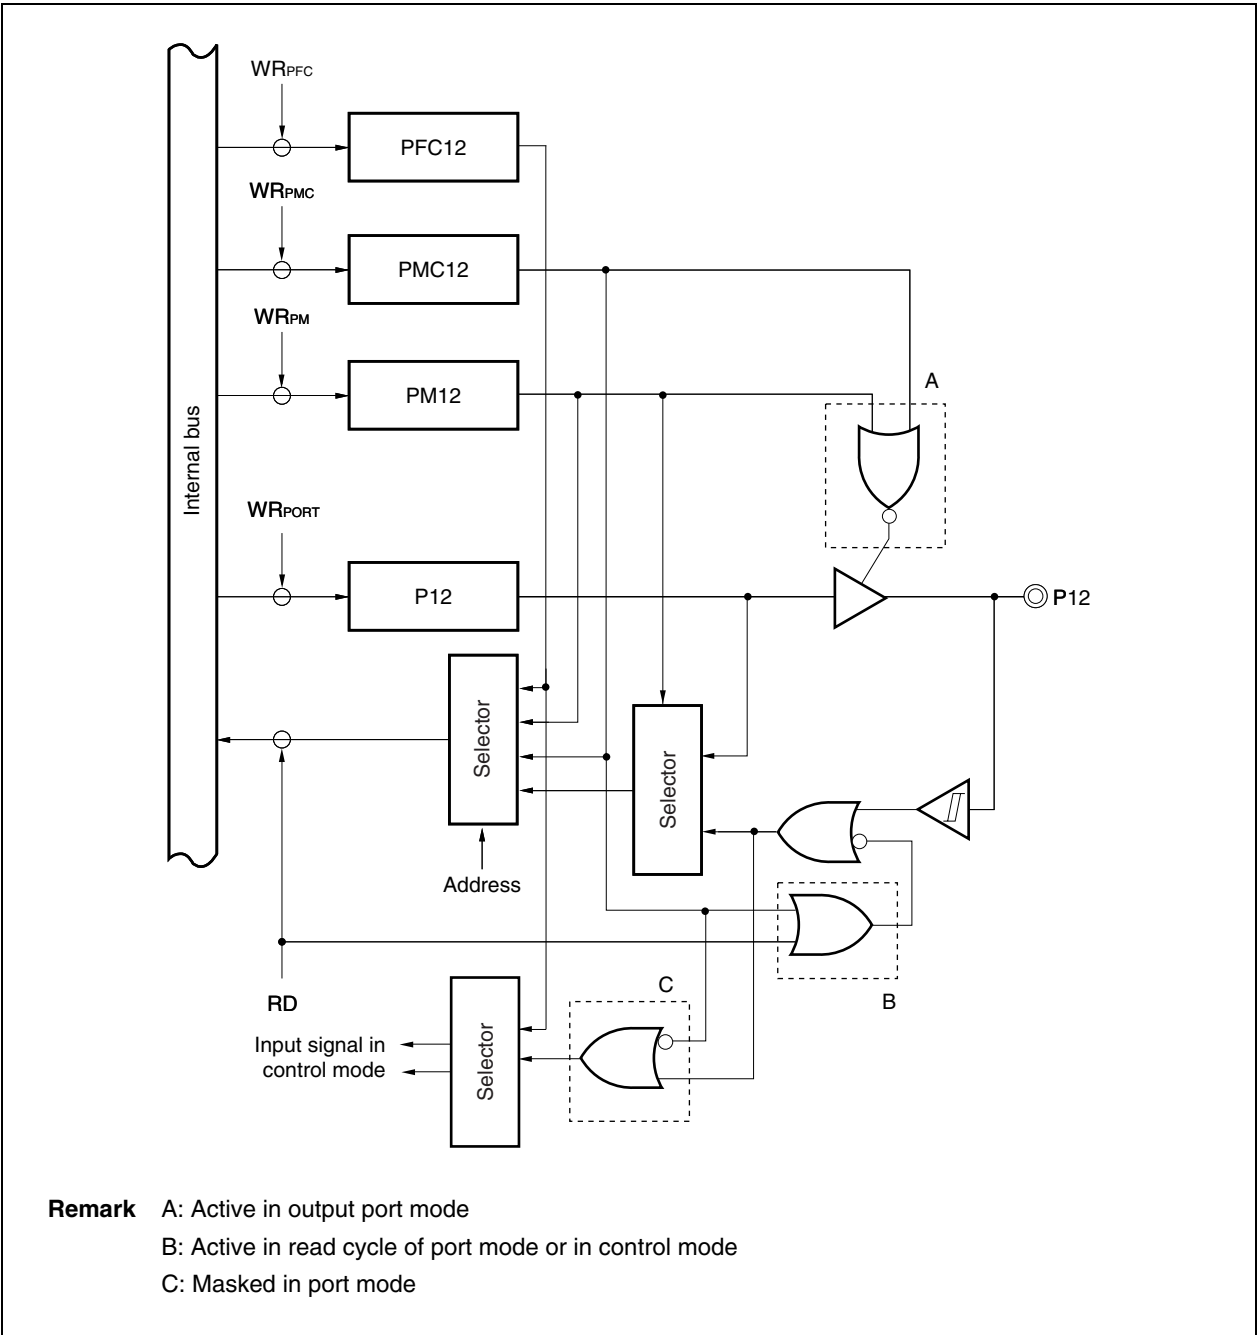 WRPFC
PFC12
WRPMC
PMC12
WRPM
PM12
A
Internal bus
WRPORT
P12
P12
Selector
Selector
Address
RD
C
B
Input signal in
control mode
Selector
Remark A: Active in output port mode
B: Active in read cycle of port mode or in control mode
C: Masked in port mode